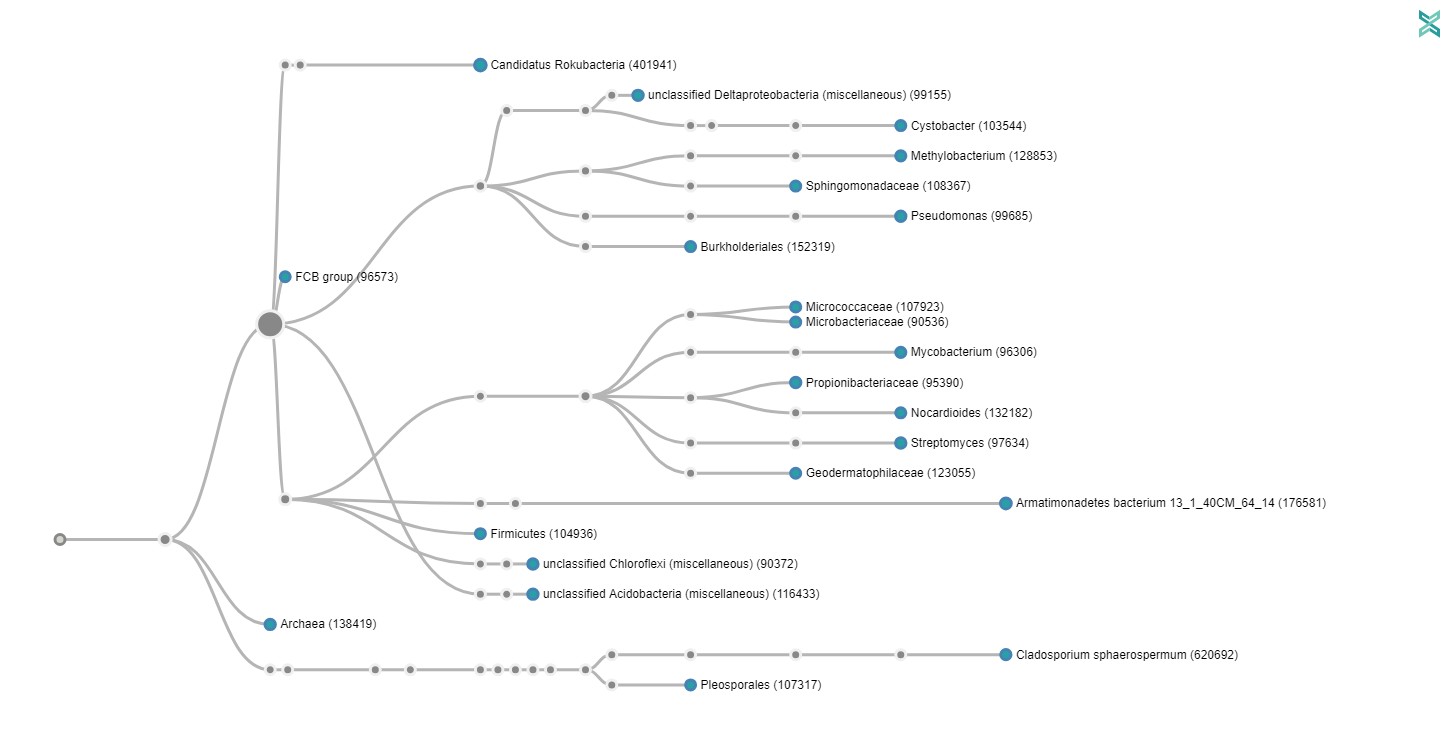 Candidatus Rokubacteria (401941)
unclassified Deltaproteobacteria (miscellaneous) (99155)
Cystobacter (103544)
Methylobacterium (128853)
Sphingomonadaceae (108367)
Pseudomonas (99685)
Burkholderiales (152319)
FCB group (96573)
Micrococcaceae (107923)
Microbacteriaceae (90536)
Mycobacterium (96306)
Propionibacteriaceae (95390)
Nocardioides (132182)
Streptomyces (97634)
Geodermatophilaceae (123055)
Armatimonadetes bacterium 13_1_40CM_64_14 (176581)
Firmicutes (104936)
unclassified Chloroflexi (miscellaneous) (90372)
unclassified Acidobacteria (miscellaneous) (116433)
Archaea (138419)
Cladosporium sphaerospermum (620692)
Pleosporales (107317)